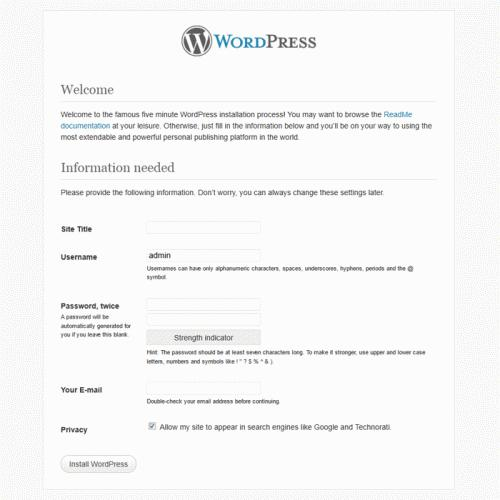 WORDPRESS
Welcome
Welcome to the famous five minute WordPress installation process! You may want to browse the ReadMe
documentation at your leisure. Otherwise, just fill in the information below and you'll be on your way to using the
most extendable and powerful personal publishing platform in the world.
Information needed
Please provide the following information. Don't worry, you can always change these settings later.
Site Title
Username
admin
Usernames can have only alphanumeric characters, spaces, underscores, hyphens, periods and the @
symbol.
Password, twice
A password will be
automatically generated for
you if you leave this blank.
Strength indicator
Hint: The password should be at least seven characters long. To make it stronger, use upper and lower case
letters, numbers and symbols like ! " ? $ % ^ & ).
Your E-mail
Double-check your email address before continuing.
Privacy
Allow my site to appear in search engines like Google and Technorati.
Install WordPress